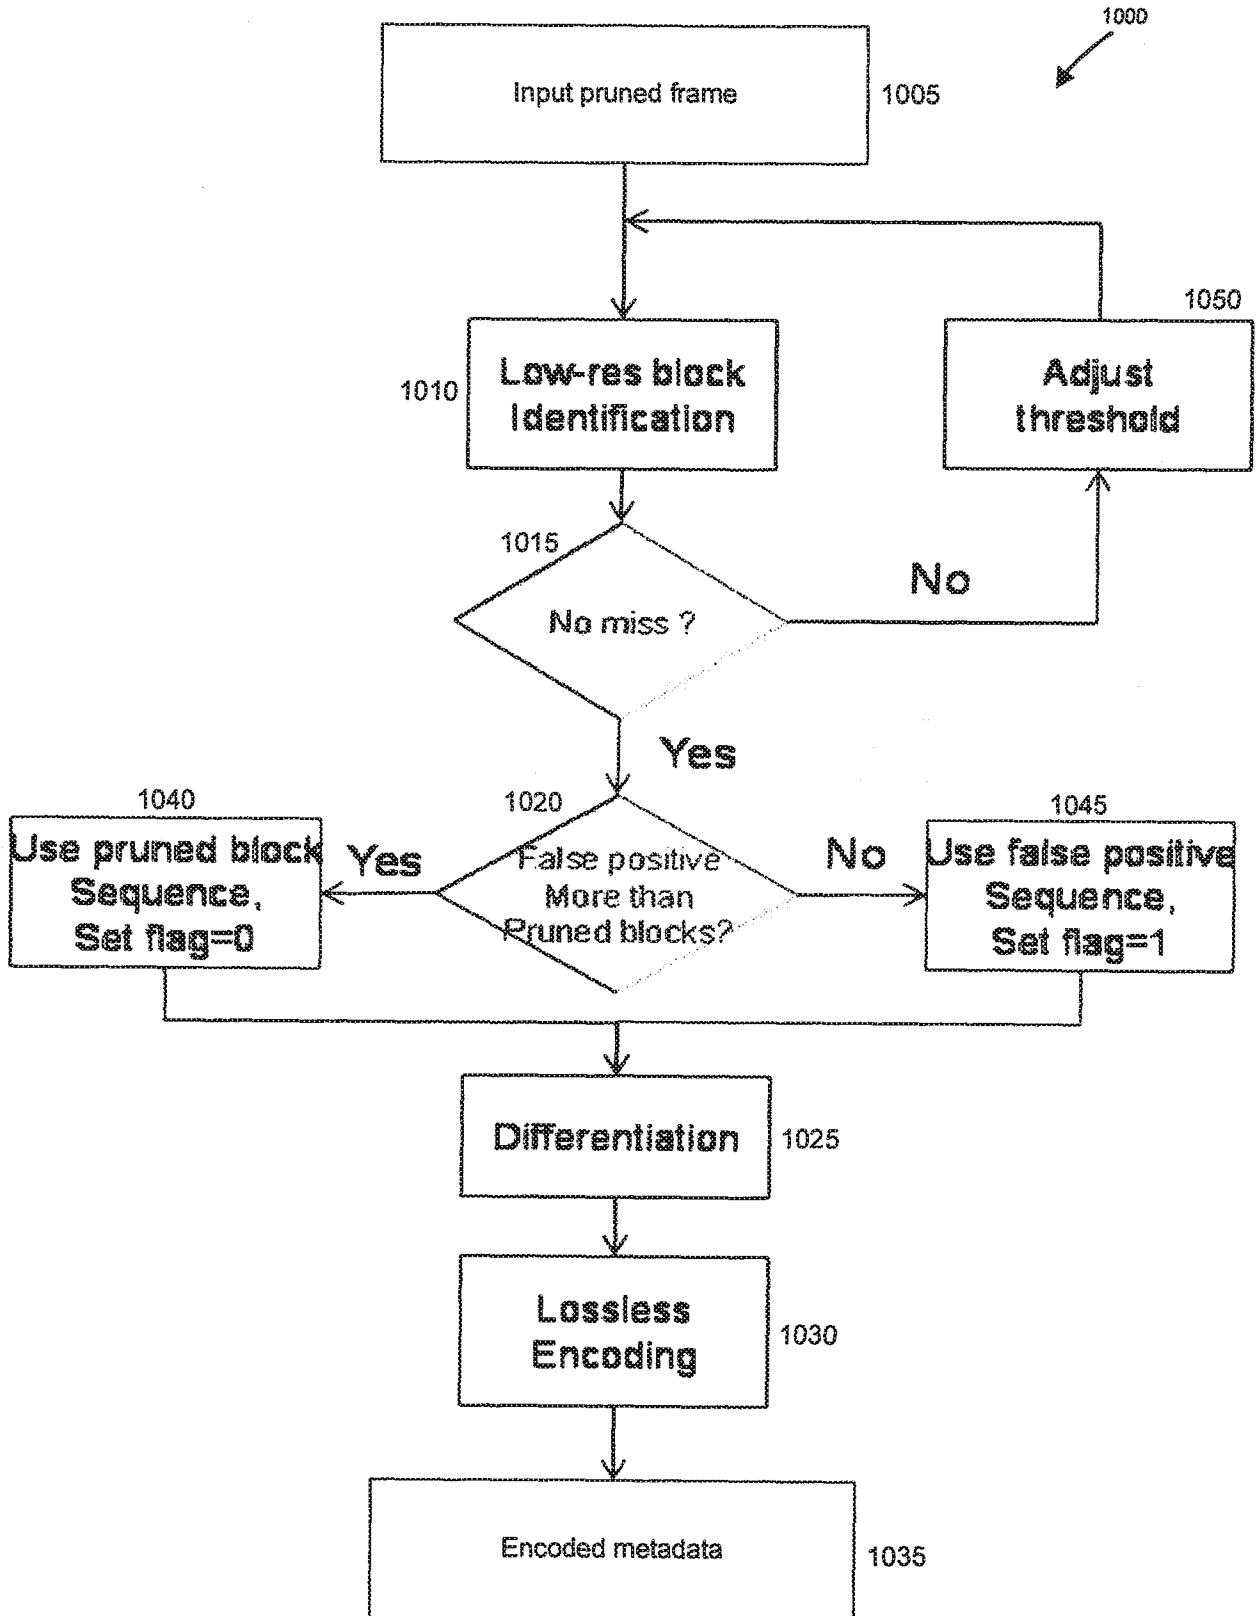 1000
Input pruned frame
1005
1050
Low-res block
Identification
1010
Adjust
threshold
1015
No miss ?
No
Yes
1040
1020
1045
Use pruned block
Sequence,
Set flag=0
Yes
False positive
More than
Pruned blocks?
No
Use false positive
Sequence,
Set flag=1
Differentiation
1025
Lossless
Encoding
1030
Encoded metadata
1035